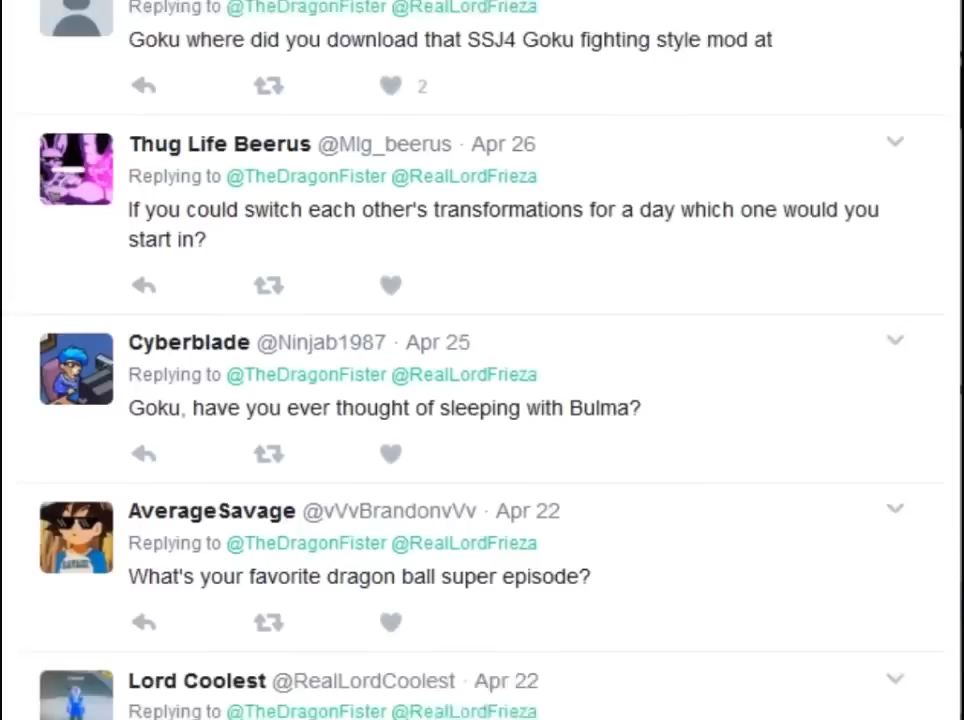 Replying to @TheDragonFister @RealLordFrieza
Goku where did you download that SSJ4 Goku fighting style mod at
2
Thug Life Beerus @Mlg_beerus · Apr 26
Replying to @TheDragonFister @RealLordFrieza
If you could switch each other's transformations for a day which one would you
start in?
Cyberblade @Ninjab1987 · Apr 25
Replying to @TheDragonFister @RealLordFrieza
Goku, have you ever thought of sleeping with Bulma?
AverageSavage @vVvBrandonvVv · Apr 22
Replying to @TheDragonFister @RealLordFrieza
What's your favorite dragon ball super episode?
Lord Coolest @RealLordCoolest · Apr 22
Replying to @TheDragonFister @RealLordFrieza